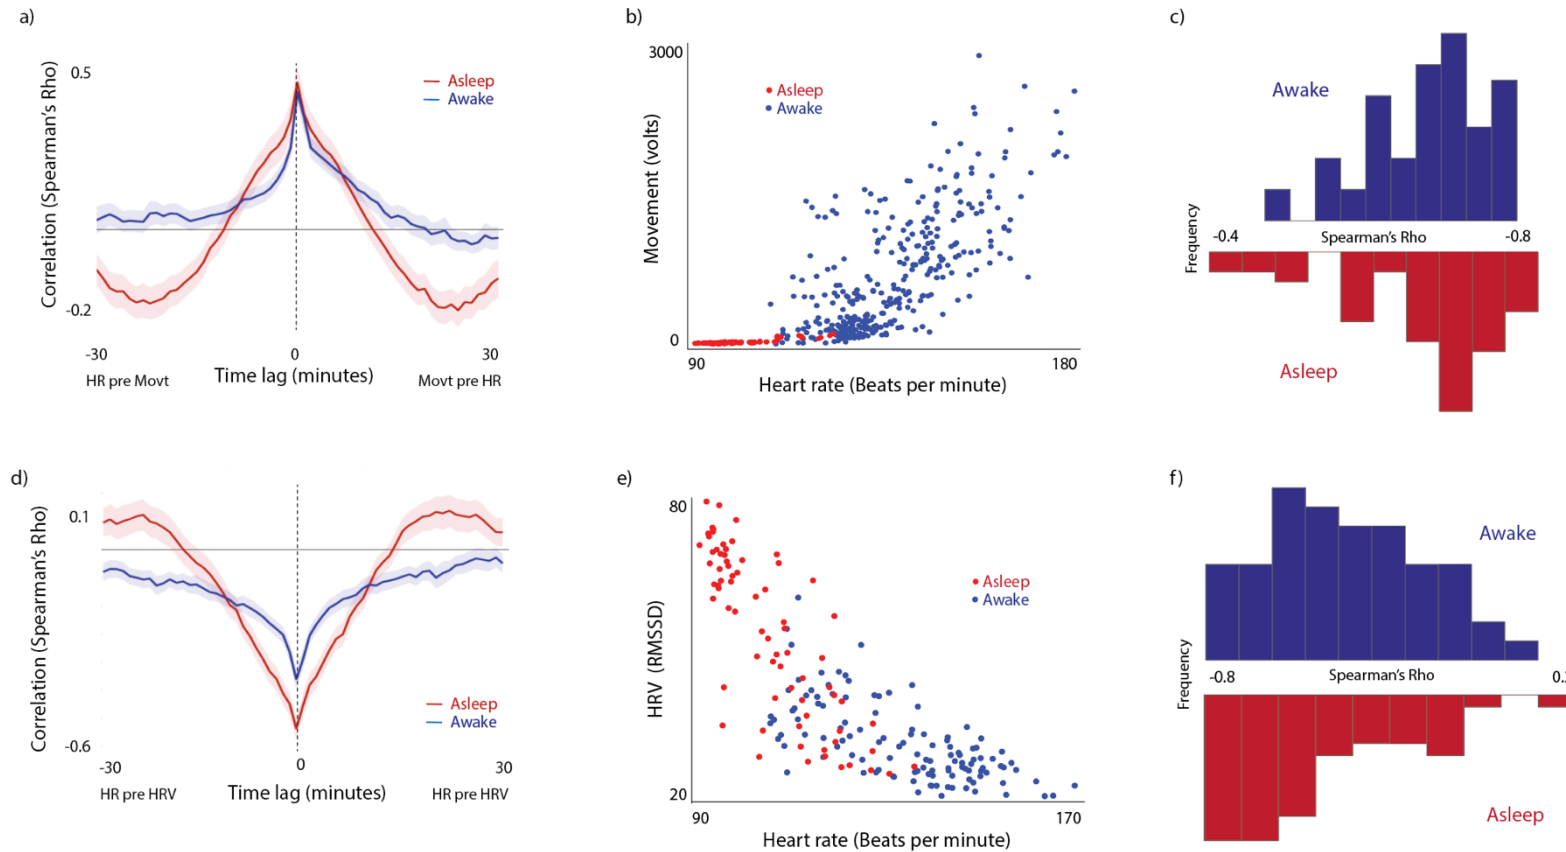 a)
0.5
Asleep
Awake
Correlation (Spearman's Rho)
-0.2
-30
0
30
HR pre Movt
Time lag (minutes)
Movt pre HR
b)
3000
Asleep
Awake
Movement (volts)
0
90
180
Heart rate (Beats per minute)
c)
Awake
-0.4
Spearman's Rho
-0.8
Frequency
Asleep
d)
0.1
Correlation (Spearman's Rho)
Asleep
Awake
-0.6
-30
0
30
HR pre HRV
Time lag (minutes)
HR pre HRV
e)
80
Asleep
Awake
HRV (RMSSD)
20
90
170
Heart rate (Beats per minute)
f)
Awake
Frequency
-0.8
Spearman's Rho
Asleep